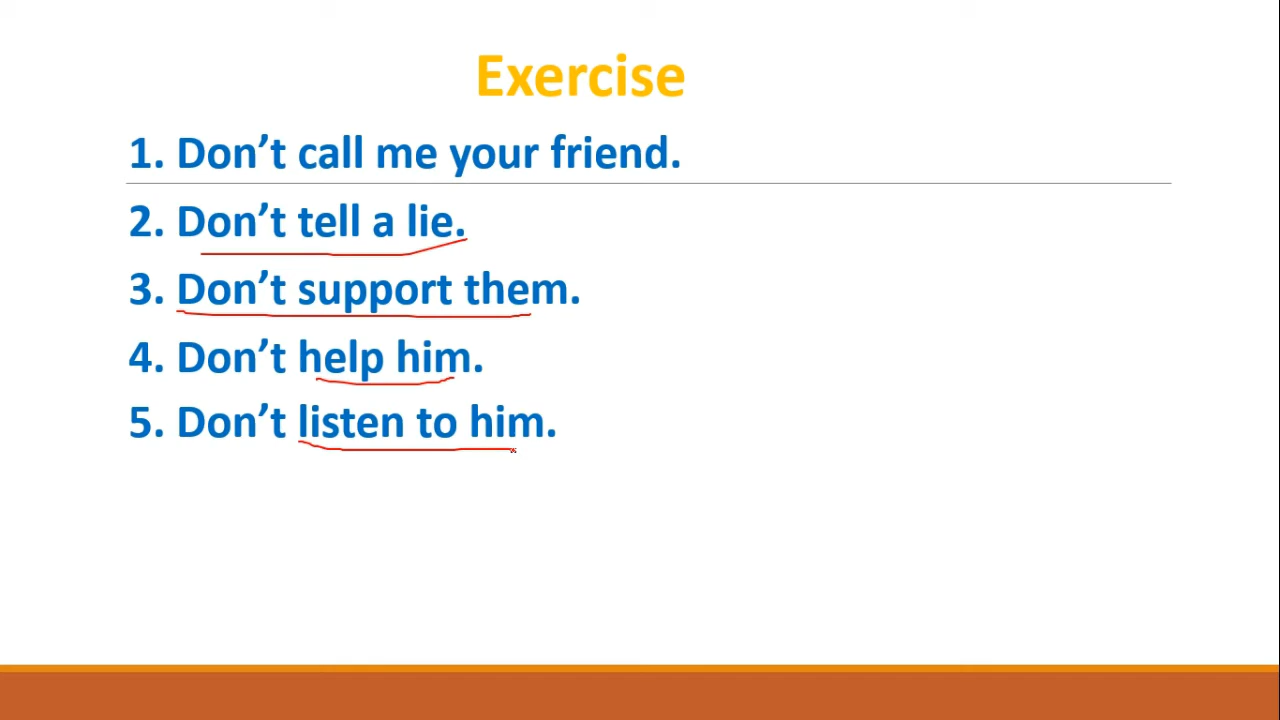 Exercise
1. Don’t call me your friend.
2. Don’t tell a lie.
3. Don’t support them.
4. Don’t help him.
5. Don’t listen to him.